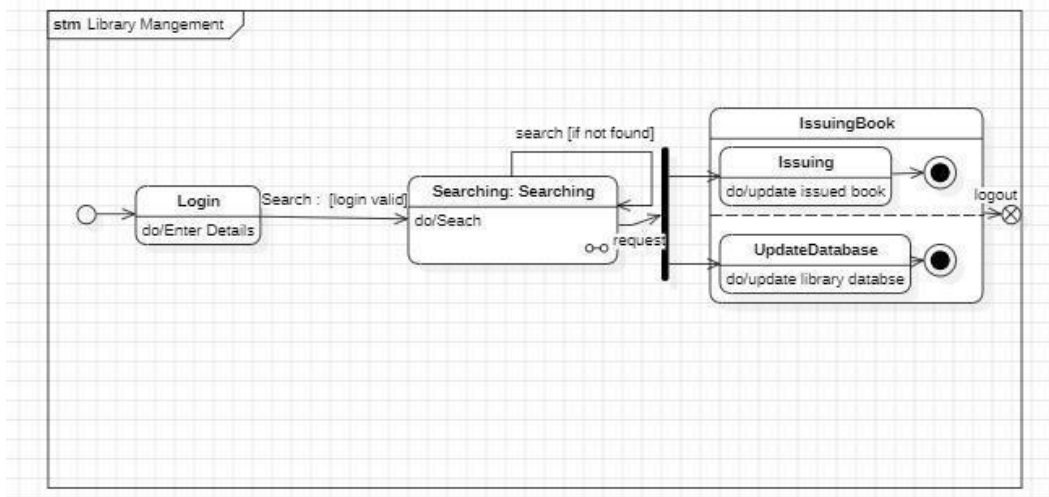 stm Library Mangement
search [if not found]
IssuingBook
Issuing
do/update issued book
logout
Login
do/Enter Details
Search : [login valid]
Searching: Searching
do/Seach
request
UpdateDatabase
do/update library databse